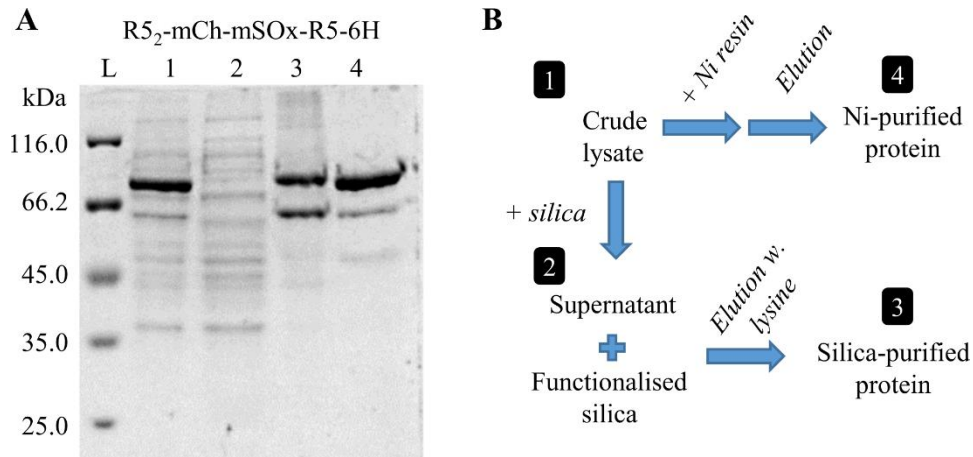 A
R5₂-mCh-mSOx-R5-6H
L 1 2 3 4
kDa
116.0
66.2
45.0
35.0
25.0
B
1
Crude
lysate
+ Ni resin
Elution
4
Ni-purified
protein
+ silica
2
Supernatant
Functionalised
silica
Elution w.
lysine
3
Silica-purified
protein